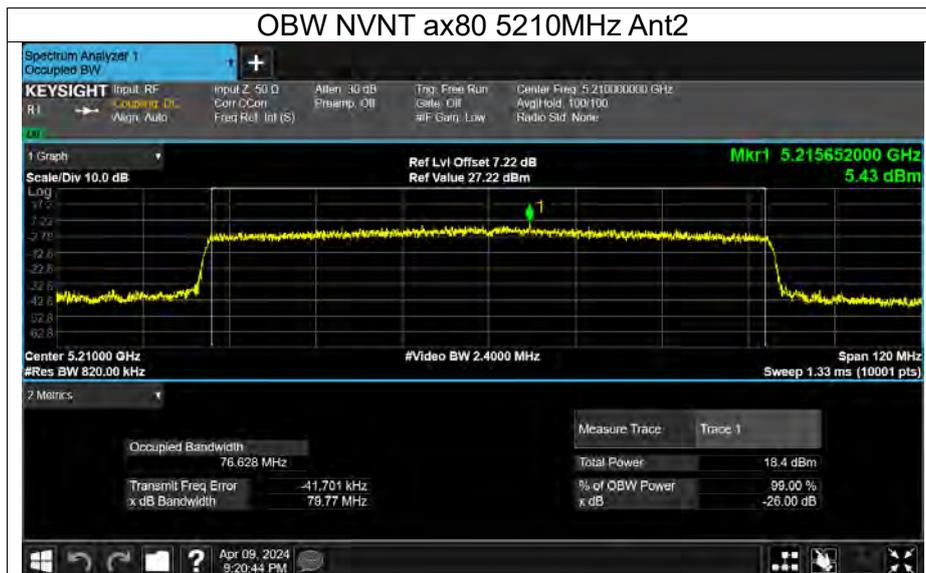 OBW NVNT ax80 5210MHz Ant2
Spectrum Analyzer 1
Occupied BW
+
KEYSIGHT Input: RF Input Z: 50 Ω Atten: 30 dB Trig: Free Run Center Freq: 5.210000000 GHz
Coupling: DC Corr CCorr Preamp: Off Gate: Off Avg|Hold: 100/100
Align: Auto Freq Ref: Int (S) #IF Gain: Low Radio Std: None
1 Graph
Ref Lvl Offset 7.22 dB
Mkr1 5.215652000 GHz
Scale/Div 10.0 dB
Ref Value 27.22 dBm
5.43 dBm
Log
17.2
7.22
-2.78
-12.8
-22.8
-32.8
-42.8
-52.8
-62.8
1
Center 5.21000 GHz
#Video BW 2.4000 MHz
Span 120 MHz
#Res BW 820.00 kHz
Sweep 1.33 ms (10001 pts)
2 Metrics
Measure Trace Trace 1
Occupied Bandwidth
76.628 MHz
Total Power 18.4 dBm
Transmit Freq Error -41.701 kHz
% of OBW Power 99.00 %
x dB Bandwidth 79.77 MHz
x dB -26.00 dB
?
Apr 09, 2024
9:20:44 PM